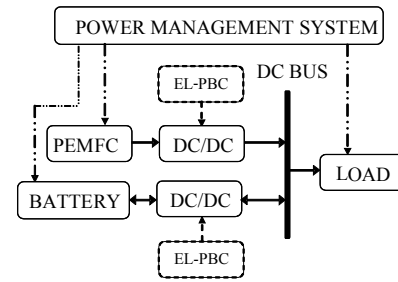 POWER MANAGEMENT SYSTEM
EL-PBC
DC BUS
PEMFC
DC/DC
LOAD
BATTERY
DC/DC
EL-PBC